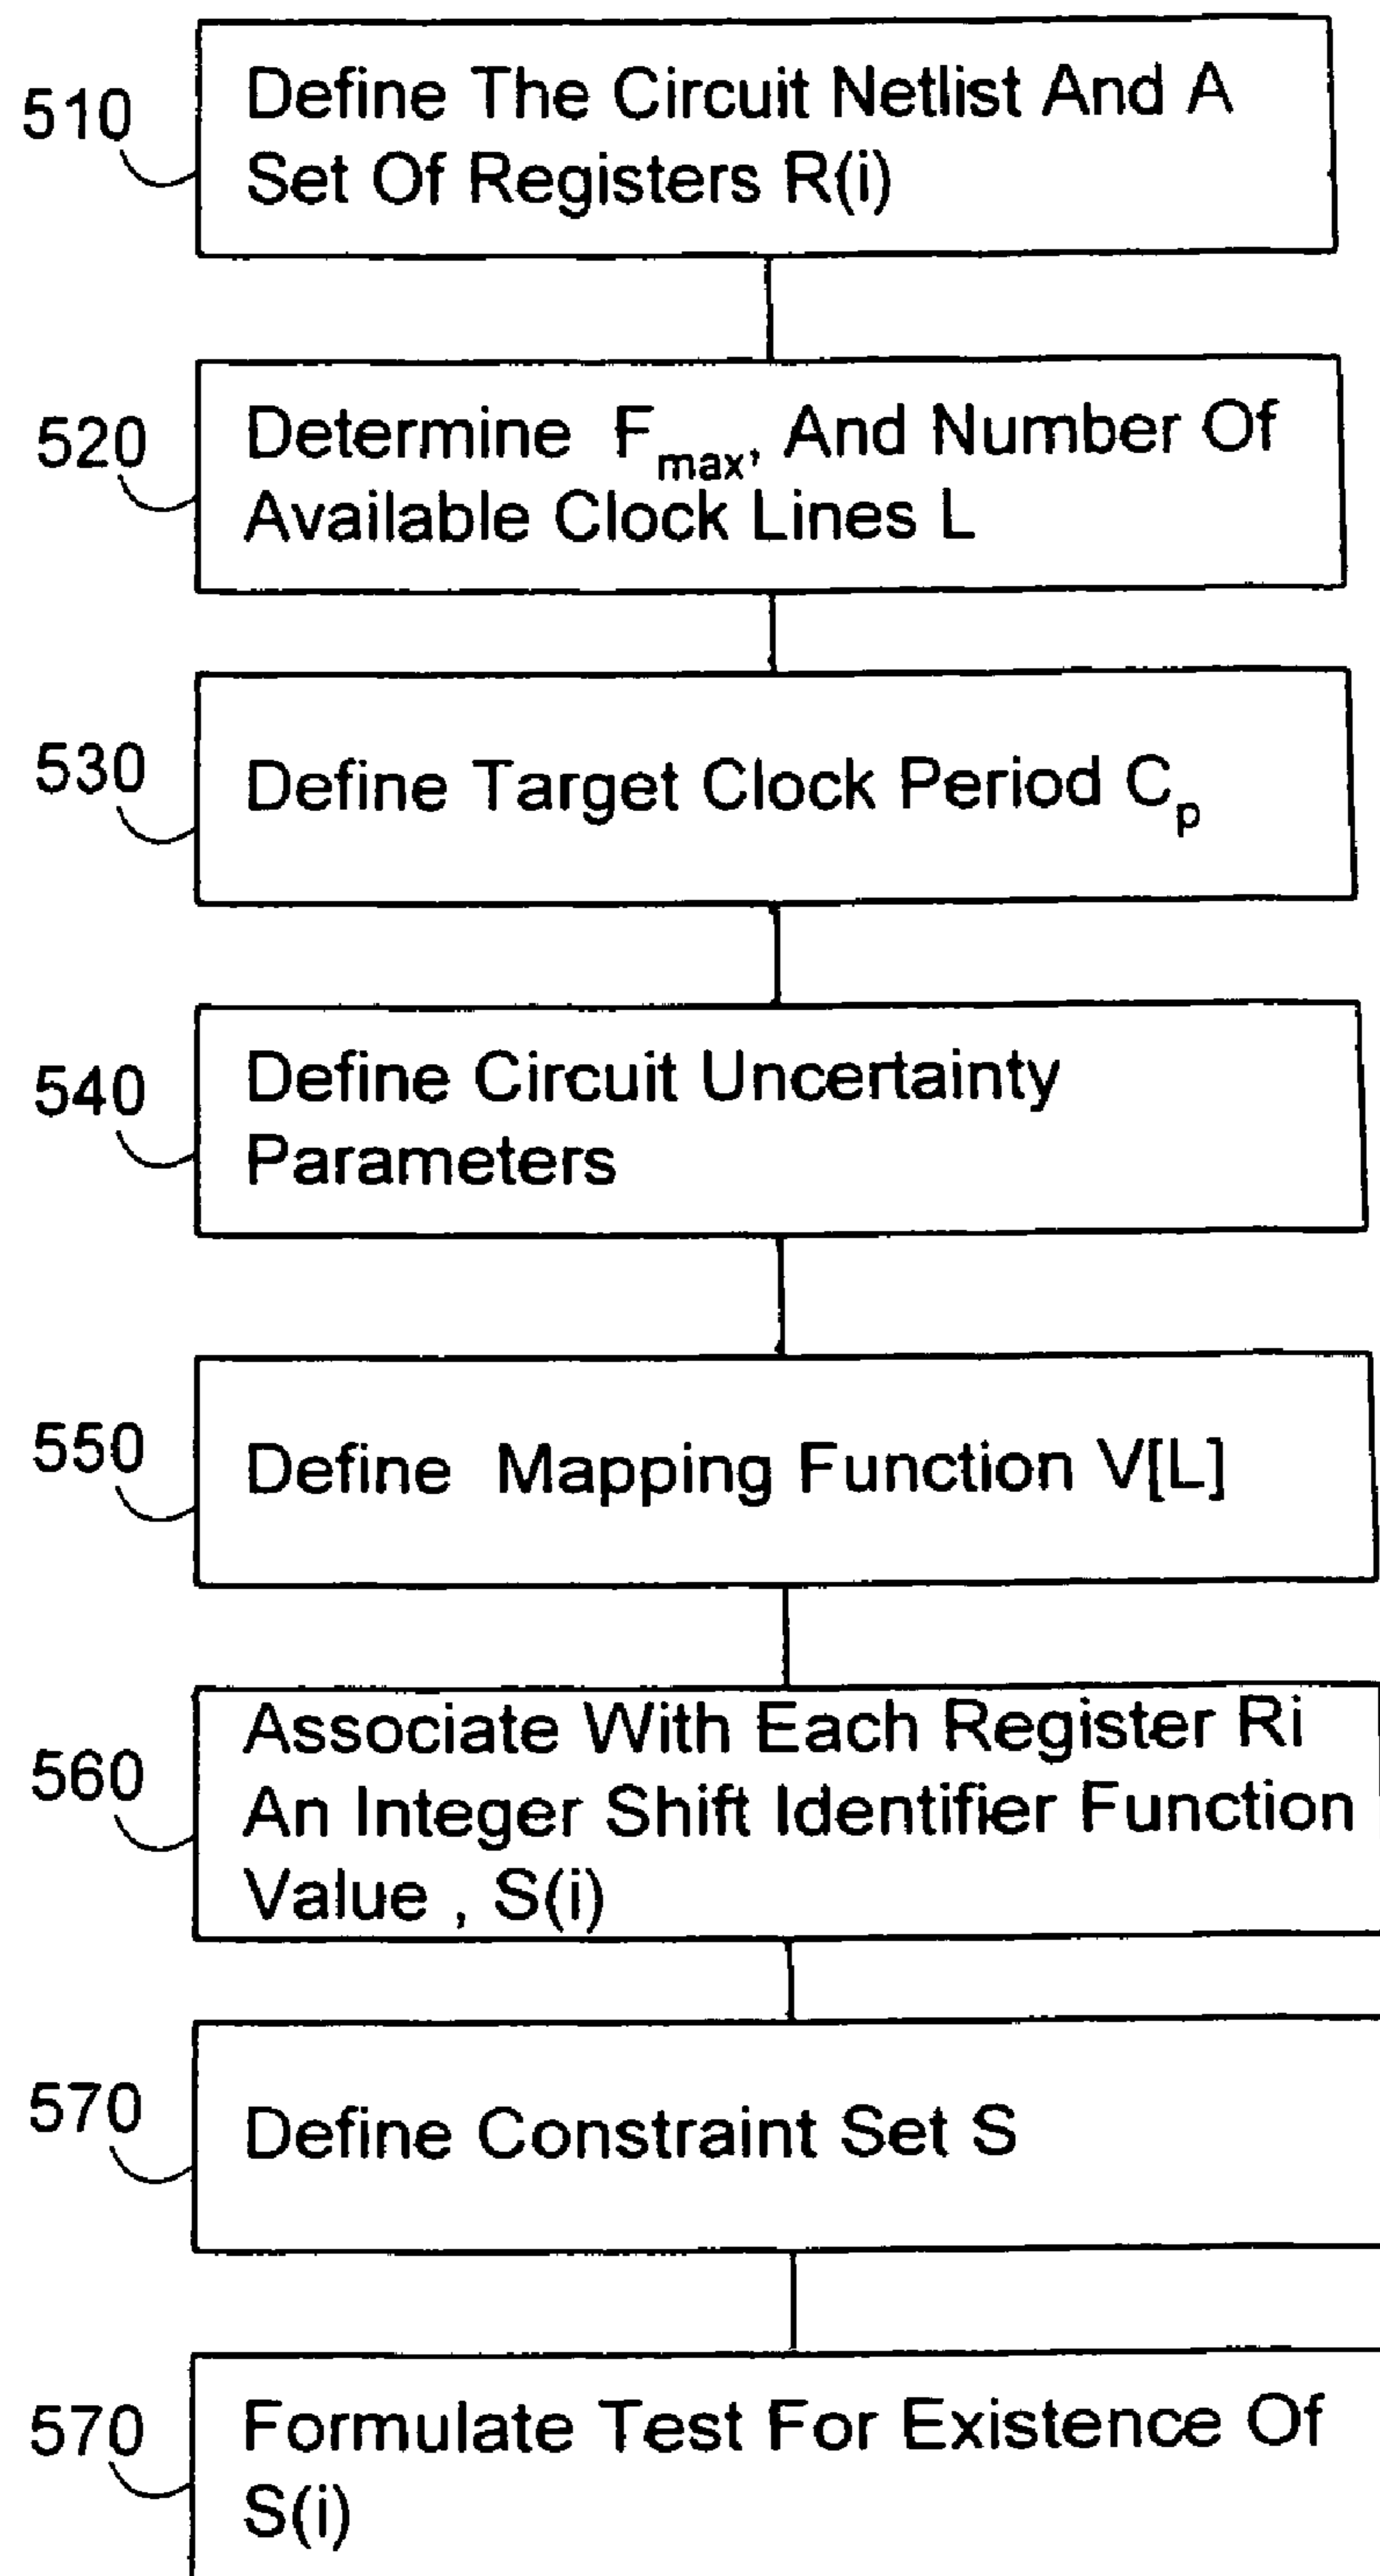 510
Define The Circuit Netlist And A
Set Of Registers R(i)
520
Determine Fmax, And Number Of
Available Clock Lines L
530
Define Target Clock Period Cp
540
Define Circuit Uncertainty
Parameters
550
Define Mapping Function V[L]
560
Associate With Each Register Ri
An Integer Shift Identifier Function
Value , S(i)
570
Define Constraint Set S
570
Formulate Test For Existence Of
S(i)